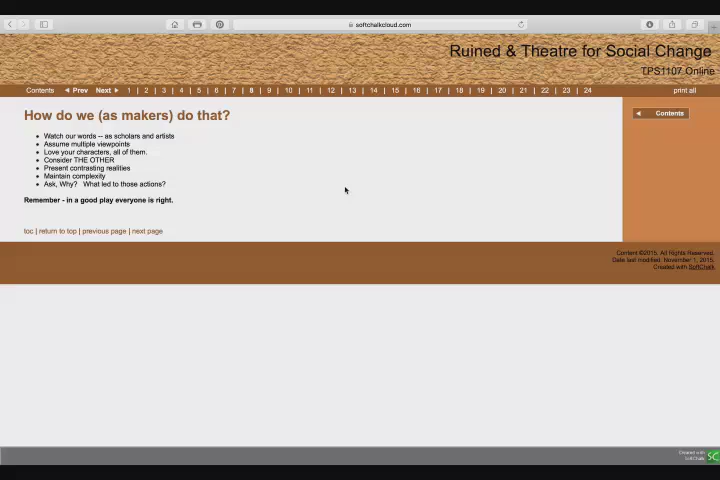 softchalkcloud.com
Ruined & Theatre for Social Change
TPS1107 Online
Contents ◄ Prev Next ► 1 | 2 | 3 | 4 | 5 | 6 | 7 | 8 | 9 | 10 | 11 | 12 | 13 | 14 | 15 | 16 | 17 | 18 | 19 | 20 | 21 | 22 | 23 | 24 print all
How do we (as makers) do that?
◄ Contents
• Watch our words -- as scholars and artists
• Assume multiple viewpoints
• Love your characters, all of them.
• Consider THE OTHER
• Present contrasting realities
• Maintain complexity
• Ask, Why? What led to those actions?
Remember - in a good play everyone is right.
toc | return to top | previous page | next page
Content ©2015. All Rights Reserved.
Date last modified: November 1, 2015.
Created with SoftChalk
Created with
SoftChalk
SC